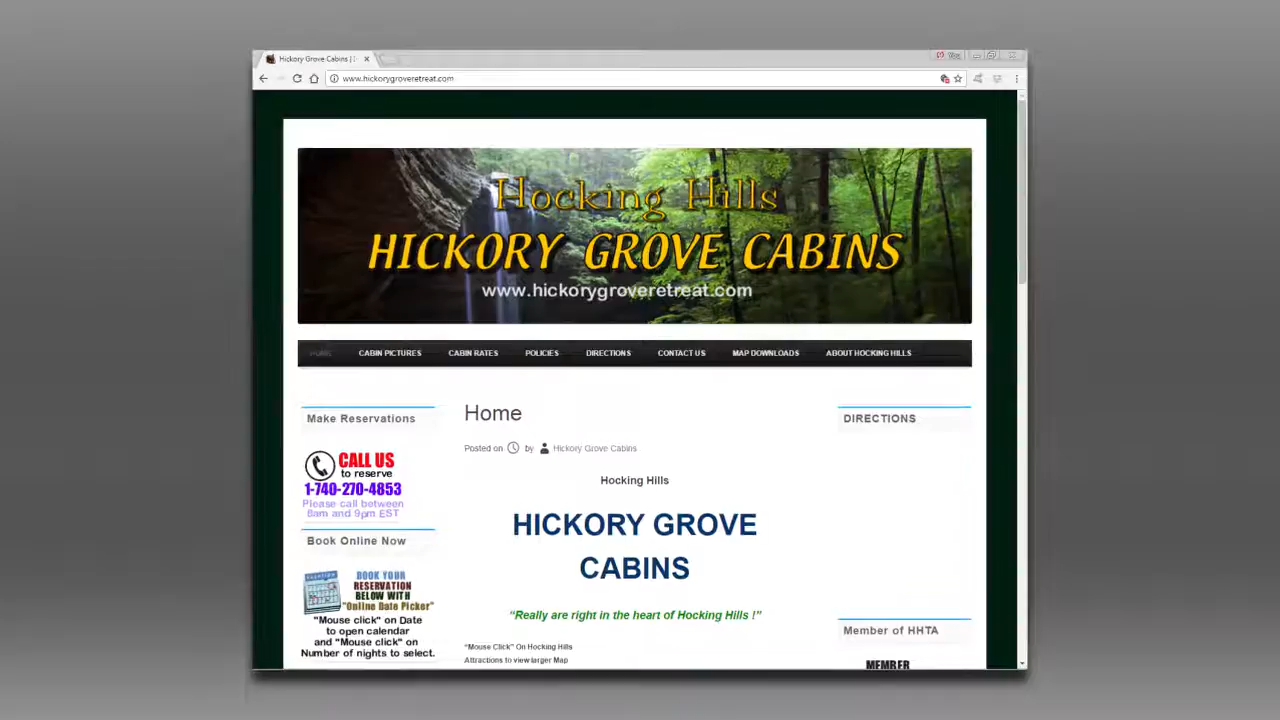 Hickory Grove Cabins |
You
www.hickorygroveretreat.com
Hocking Hills
HICKORY GROVE CABINS
www.hickorygroveretreat.com
HOME CABIN PICTURES CABIN RATES POLICIES DIRECTIONS CONTACT US MAP DOWNLOADS ABOUT HOCKING HILLS
Make Reservations
CALL US
to reserve
1-740-270-4853
Please call between
8am and 9pm EST
Book Online Now
BOOK YOUR
RESERVATION
BELOW WITH
"Online Date Picker"
"Mouse click" on Date
to open calendar
and "Mouse click" on
Number of nights to select.
Home
Posted on by Hickory Grove Cabins
Hocking Hills
HICKORY GROVE
CABINS
“Really are right in the heart of Hocking Hills !”
“Mouse Click” On Hocking Hills
Attractions to view larger Map
DIRECTIONS
Member of HHTA
MEMBER